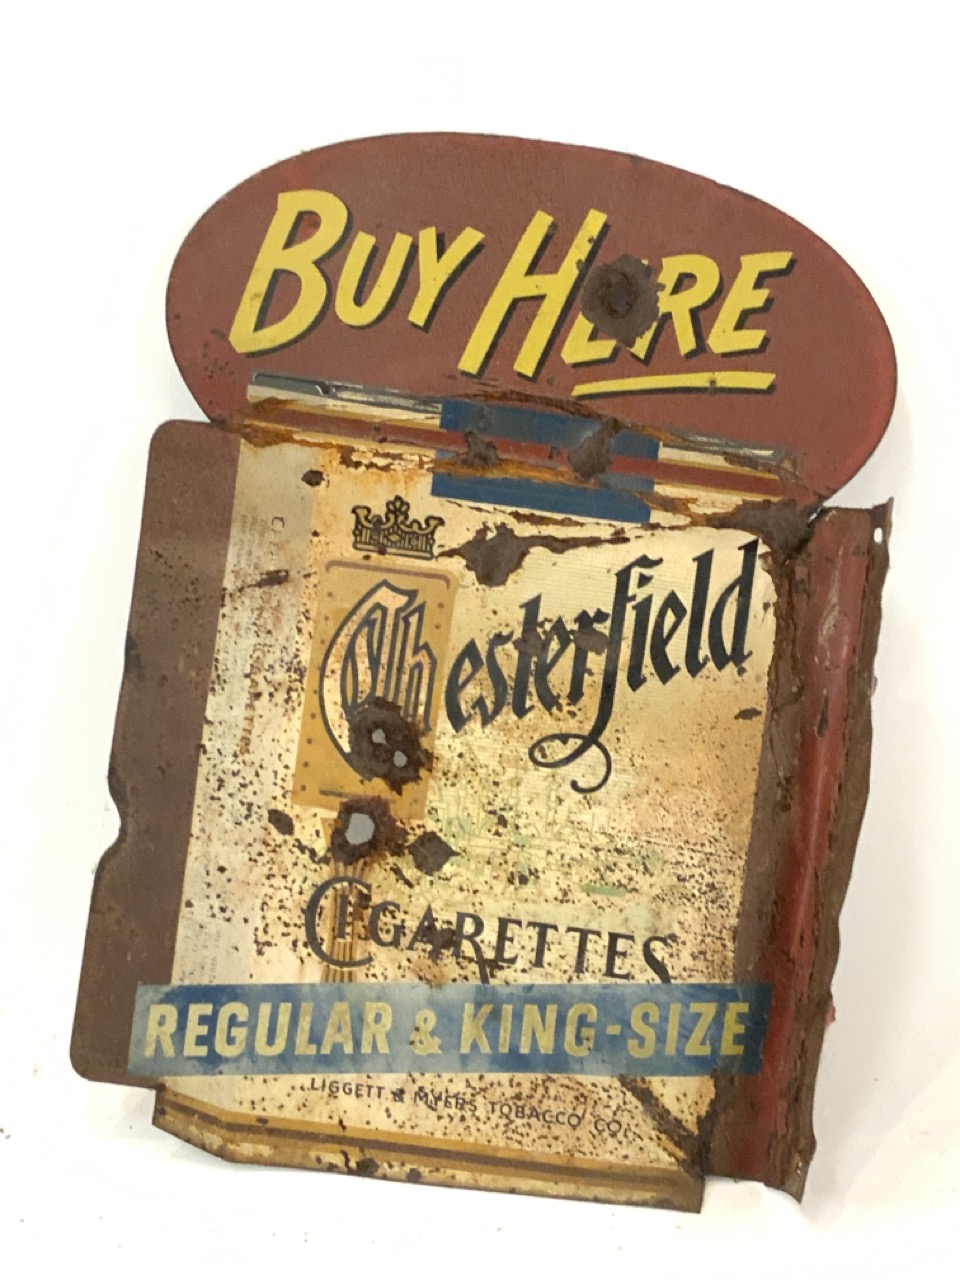 BUY HERE
Chesterfield
CIGARETTES
REGULAR & KING-SIZE
LIGGETT & MYERS TOBACCO CO.